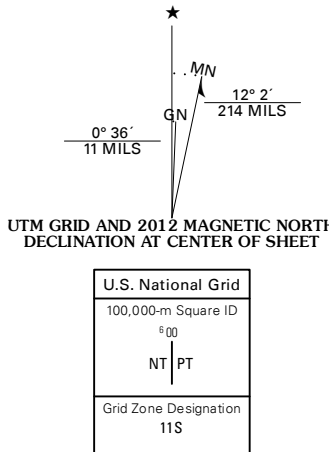 MN
GN
12° 2´
214 MILS
0° 36´
11 MILS
UTM GRID AND 2012 MAGNETIC NORTH
DECLINATION AT CENTER OF SHEET
U.S. National Grid
100,000-m Square ID
6 00
NT PT
Grid Zone Designation
11S